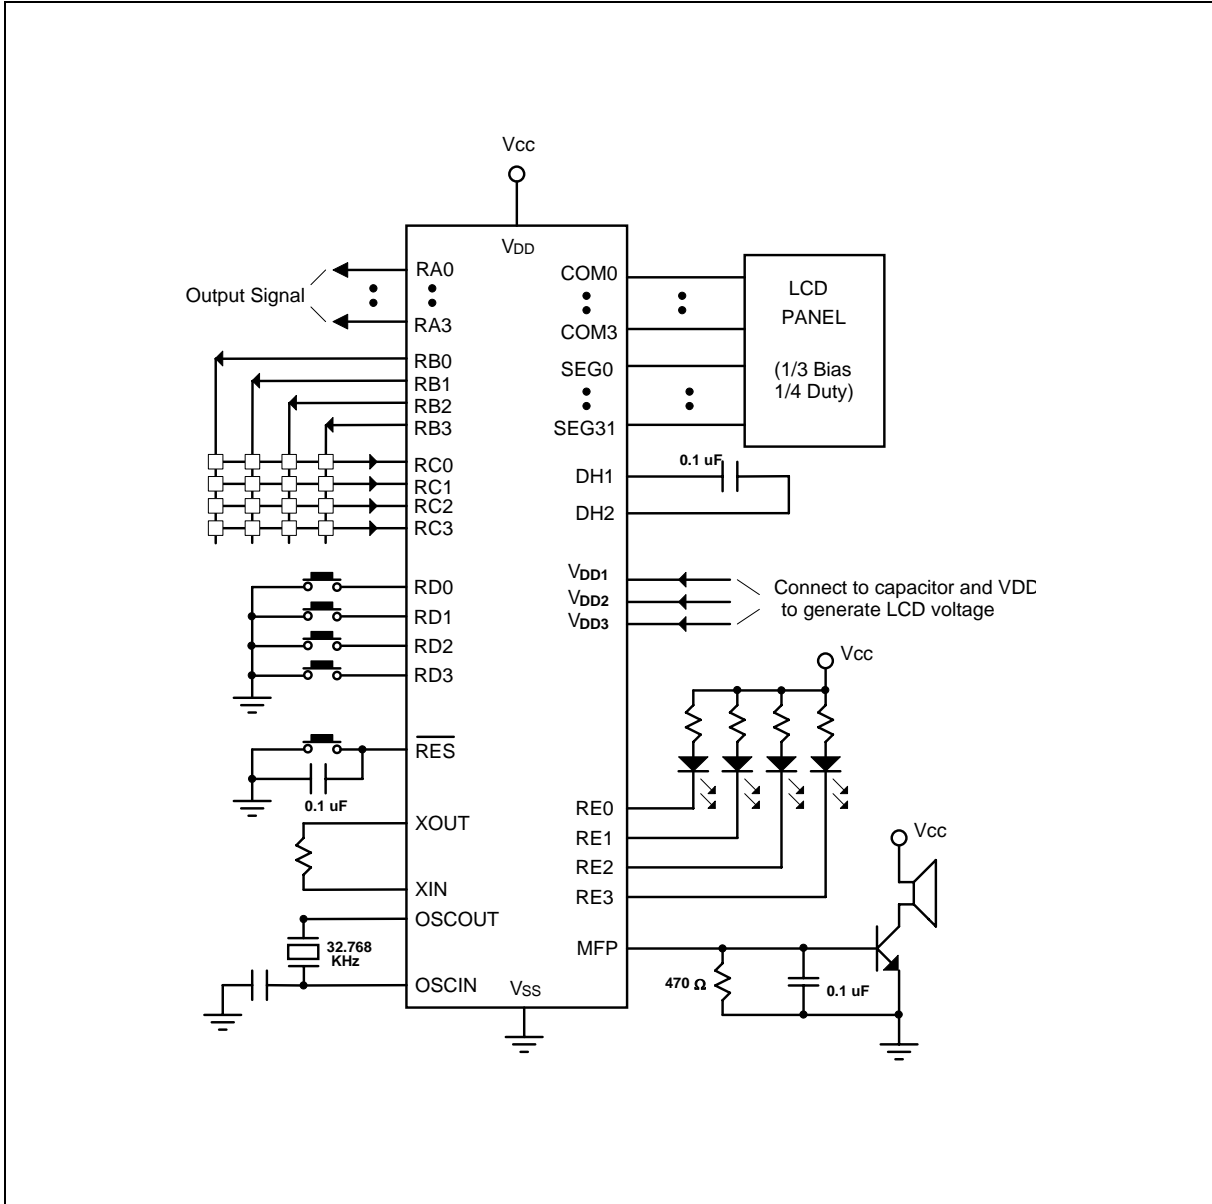 Vcc
VDD
Output Signal
RA0
RA3
RB0
RB1
RB2
RB3
RC0
RC1
RC2
RC3
RD0
RD1
RD2
RD3
RES
0.1 uF
XOUT
XIN
OSCOUT
32.768
KHz
OSCIN
VSS
COM0
COM3
SEG0
SEG31
LCD
PANEL
(1/3 Bias
1/4 Duty)
DH1
0.1 uF
DH2
VDD1
VDD2
VDD3
Connect to capacitor and VDD
to generate LCD voltage
Vcc
RE0
RE1
RE2
RE3
Vcc
MFP
470 Ω
0.1 uF